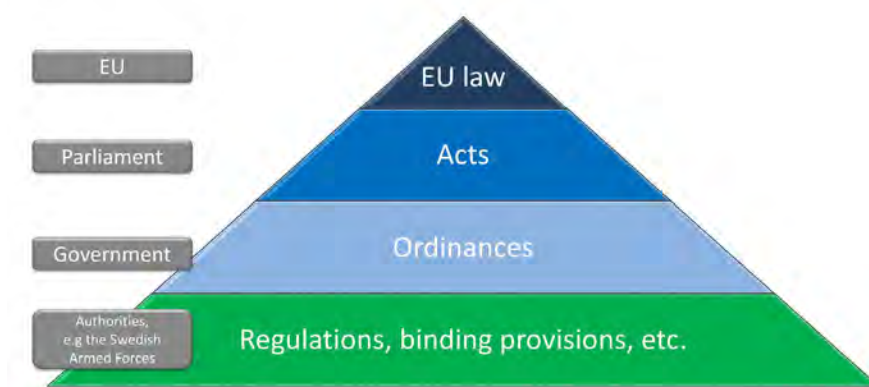 EU
EU law
Parliament
Acts
Government
Ordinances
Authorities,
e.g the Swedish
Armed Forces
Regulations, binding provisions, etc.